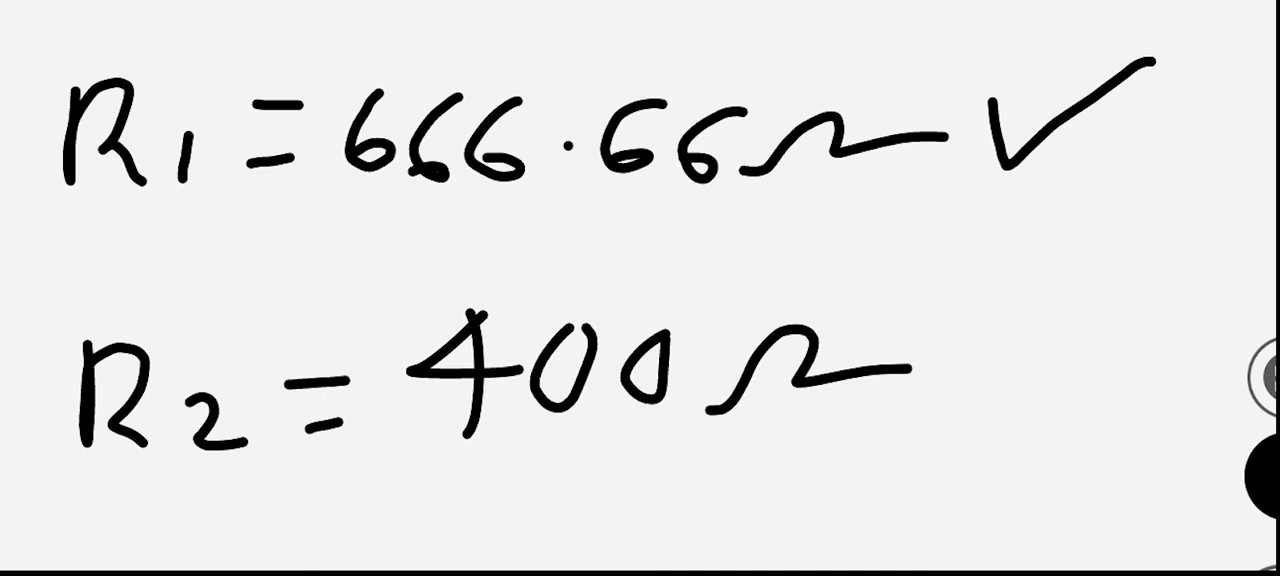 R1 = 666.66Ω ✓
R2 = 400Ω